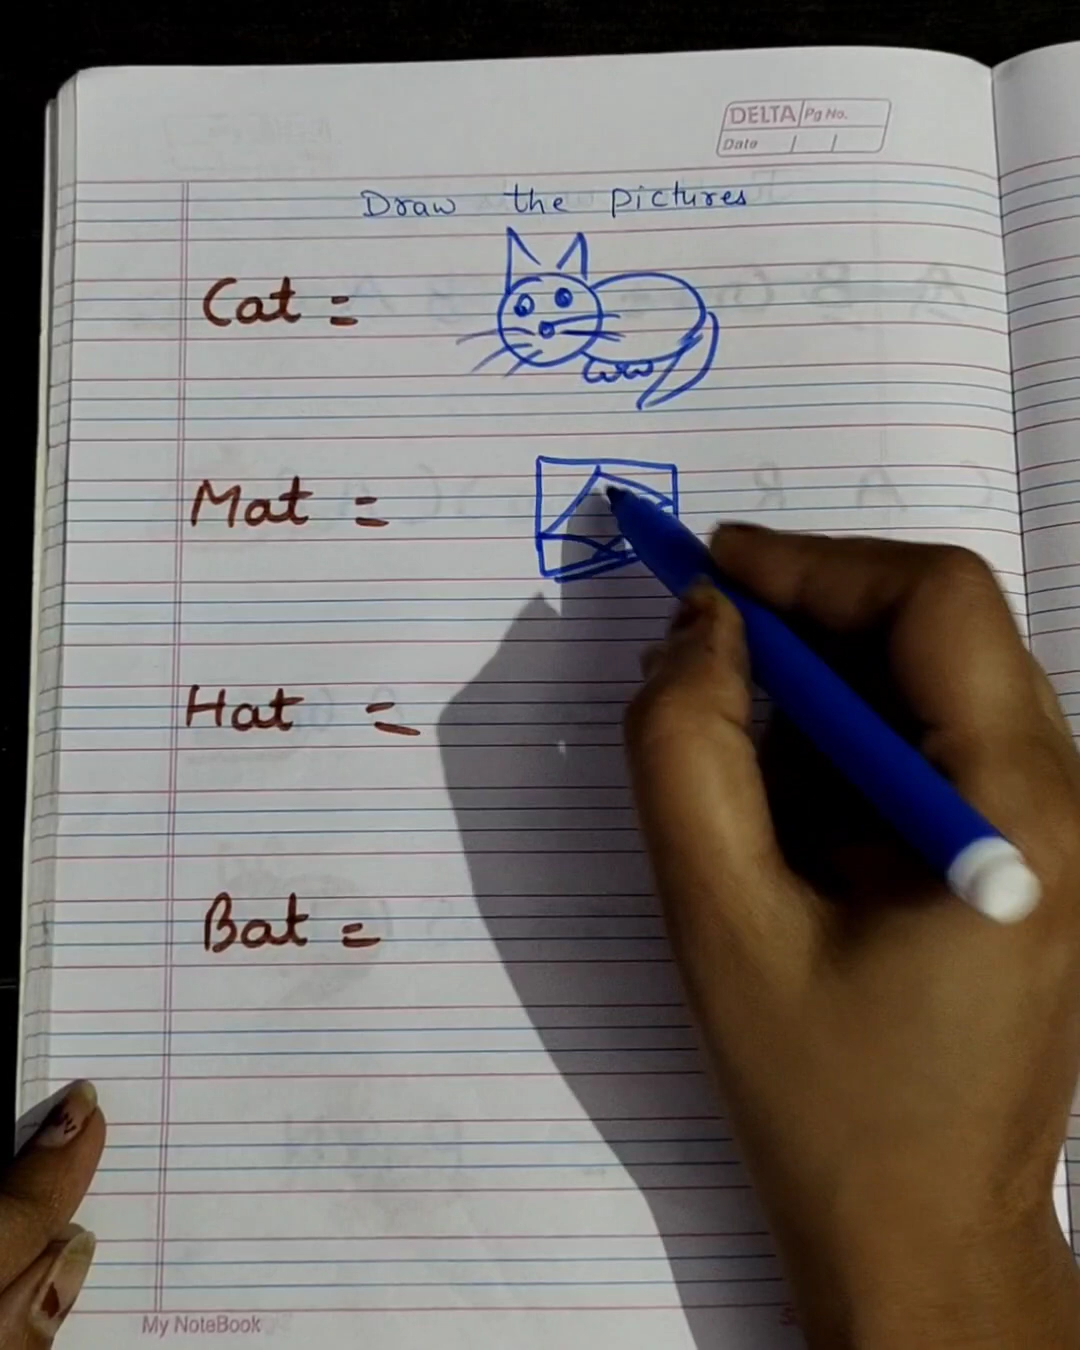 DELTA Pg No.
Date / /
Draw the pictures
Cat =
Mat =
Hat =
Bat =
My NoteBook